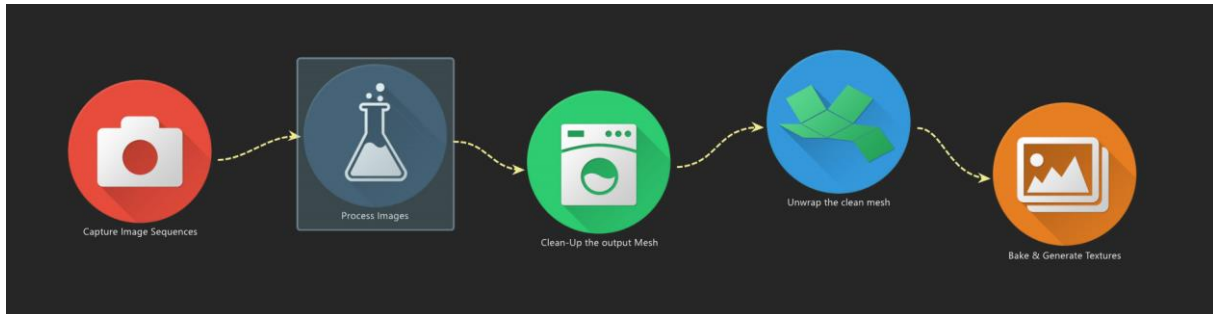 Capture Image Sequences
Process Images
Clean-Up the output Mesh
Unwrap the clean mesh
Bake & Generate Textures